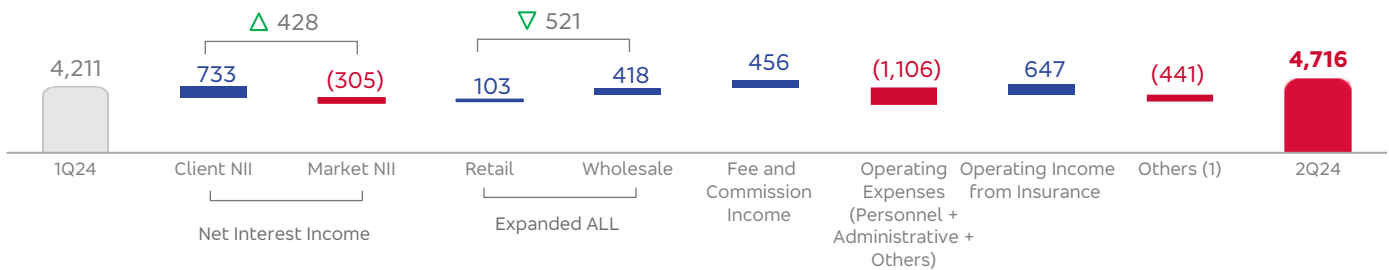 △ 428
▽ 521
4,211
733
(305)
103
418
456
(1,106)
647
(441)
4,716
1Q24
Client NII
Market NII
Retail
Wholesale
Fee and
Commission
Income
Operating
Expenses
(Personnel +
Administrative +
Others)
Operating Income
from Insurance
Others (1)
2Q24
Net Interest Income
Expanded ALL